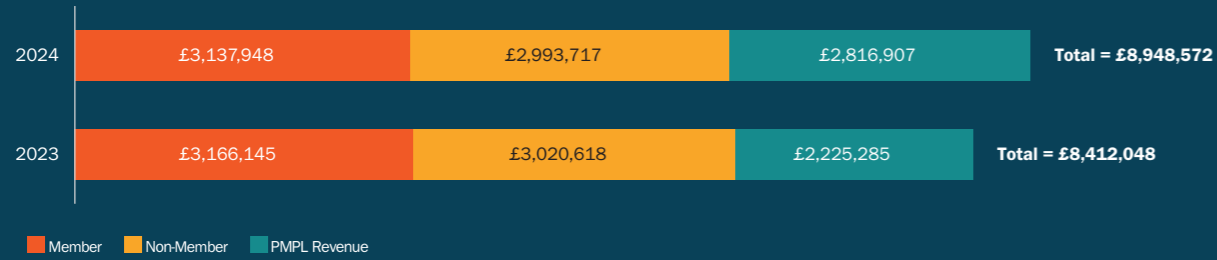 2024 £3,137,948 £2,993,717 £2,816,907 Total = £8,948,572
2023 £3,166,145 £3,020,618 £2,225,285 Total = £8,412,048
Member Non-Member PMPL Revenue